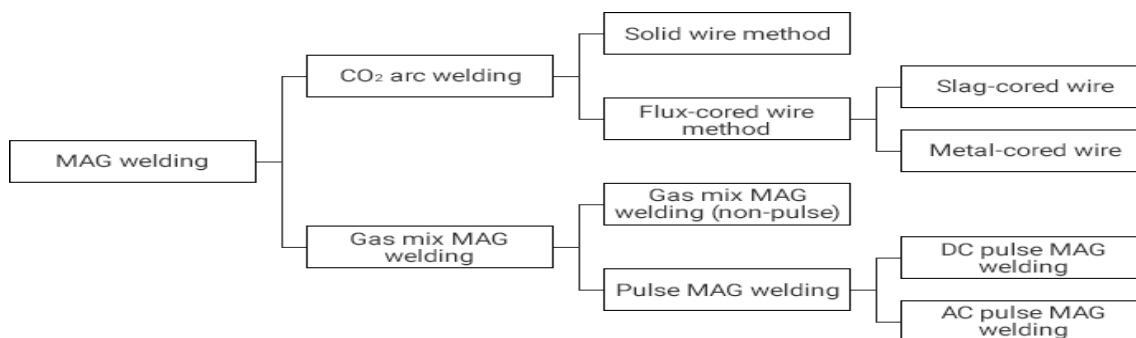 Solid wire method
CO₂ arc welding
Slag-cored wire
Flux-cored wire
method
Metal-cored wire
MAG welding
Gas mix MAG
welding (non-pulse)
Gas mix MAG
welding
DC pulse MAG
welding
Pulse MAG welding
AC pulse MAG
welding